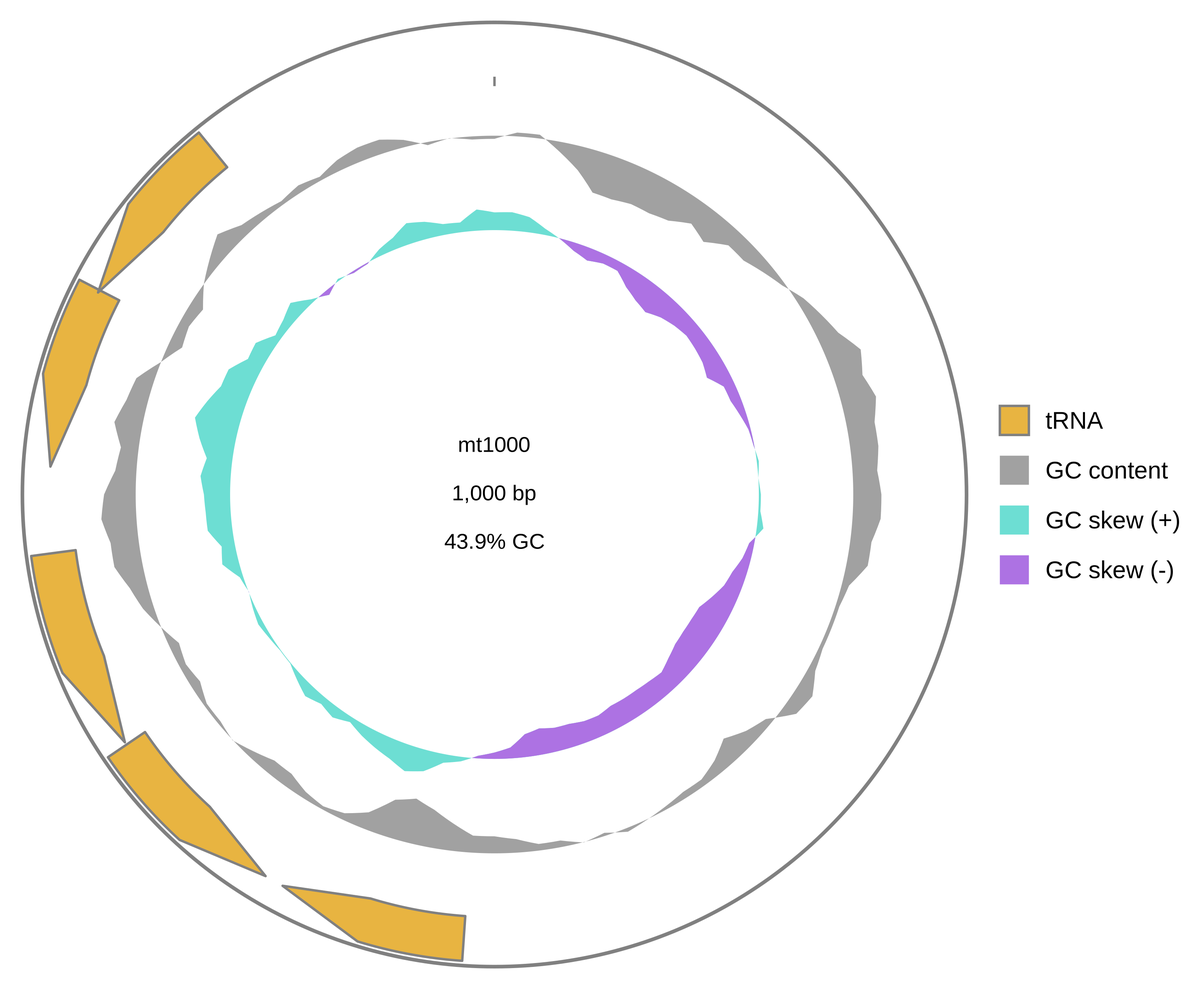 mt1000
1,000 bp
43.9% GC
tRNA
GC content
GC skew (+)
GC skew (-)